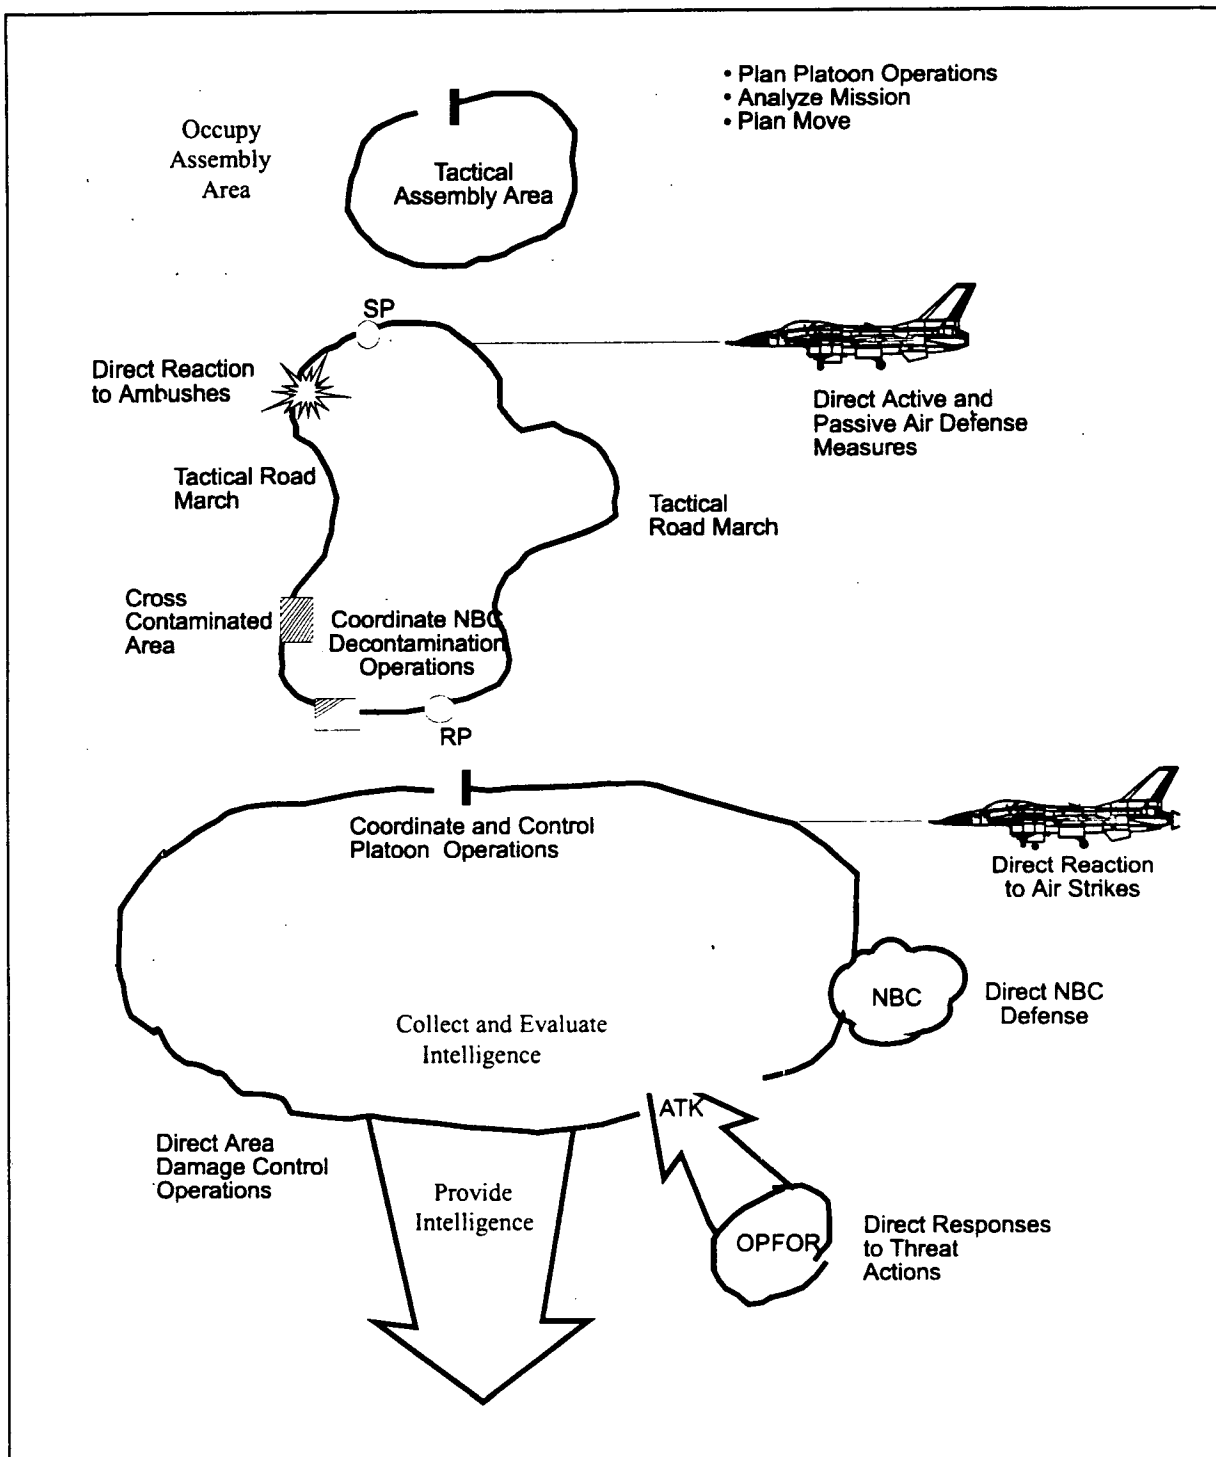 • Plan Platoon Operations
• Analyze Mission
• Plan Move
Occupy
Assembly
Area
Tactical
Assembly Area
SP
Direct Reaction
to Ambushes
Direct Active and
Passive Air Defense
Measures
Tactical Road
March
Tactical
Road March
Cross
Contaminated
Area
Coordinate NBC
Decontamination
Operations
RP
Coordinate and Control
Platoon Operations
Direct Reaction
to Air Strikes
NBC
Direct NBC
Defense
Collect and Evaluate
Intelligence
ATK
Direct Area
Damage Control
Operations
Provide
Intelligence
OPFOR
Direct Responses
to Threat
Actions